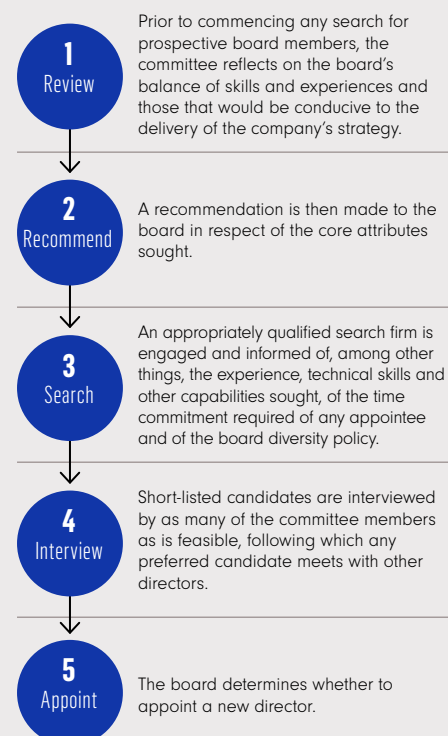 1
Review
Prior to commencing any search for
prospective board members, the
committee reflects on the board’s
balance of skills and experiences and
those that would be conducive to the
delivery of the company’s strategy.
2
Recommend
A recommendation is then made to the
board in respect of the core attributes
sought.
3
Search
An appropriately qualified search firm is
engaged and informed of, among other
things, the experience, technical skills and
other capabilities sought, of the time
commitment required of any appointee
and of the board diversity policy.
4
Interview
Short-listed candidates are interviewed
by as many of the committee members
as is feasible, following which any
preferred candidate meets with other
directors.
5
Appoint
The board determines whether to
appoint a new director.